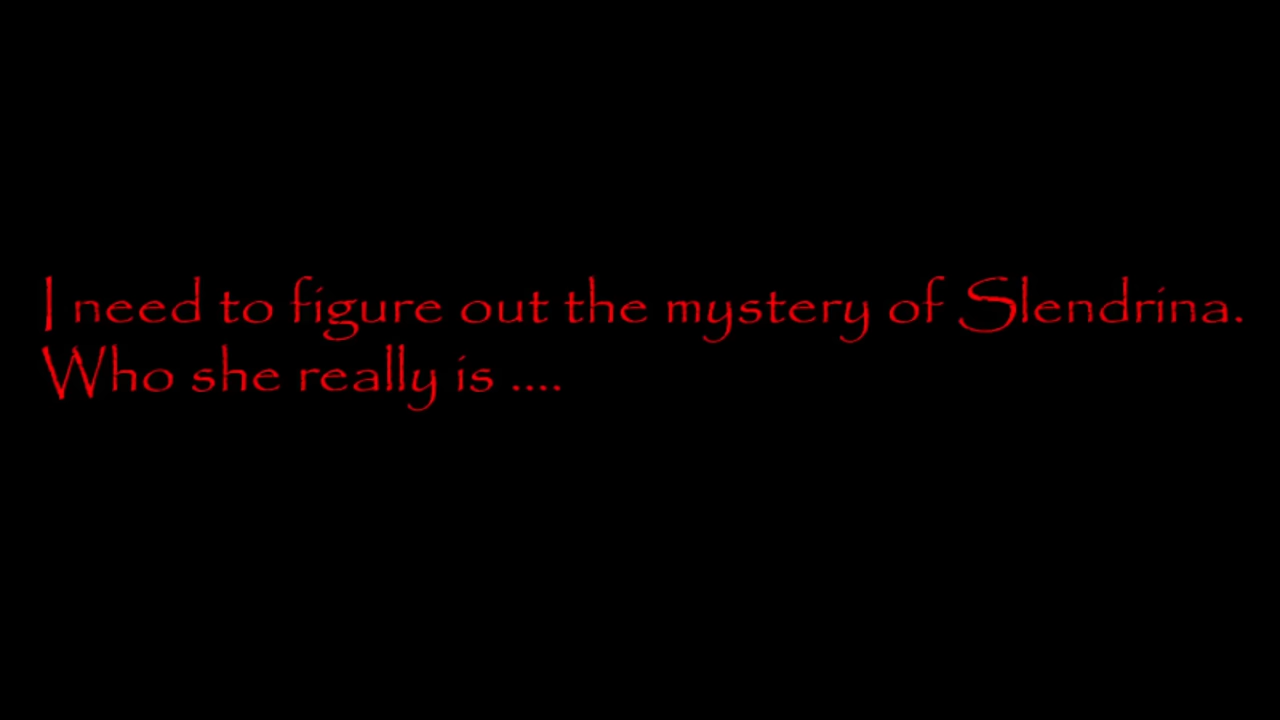 I need to figure out the mystery of Slendrina.
Who she really is ....